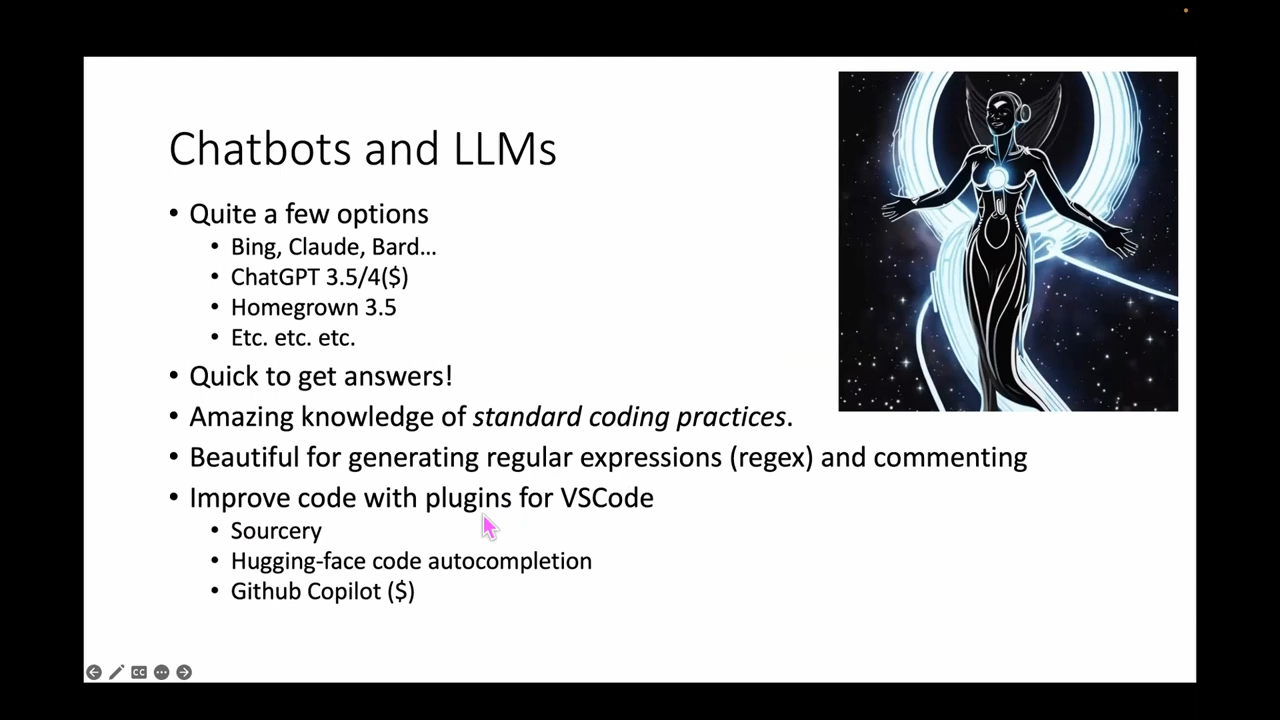 Chatbots and LLMs
• Quite a few options
• Bing, Claude, Bard...
• ChatGPT 3.5/4($)
• Homegrown 3.5
• Etc. etc. etc.
• Quick to get answers!
• Amazing knowledge of standard coding practices.
• Beautiful for generating regular expressions (regex) and commenting
• Improve code with plugins for VSCode
• Sourcery
• Hugging-face code autocompletion
• Github Copilot ($)
CC